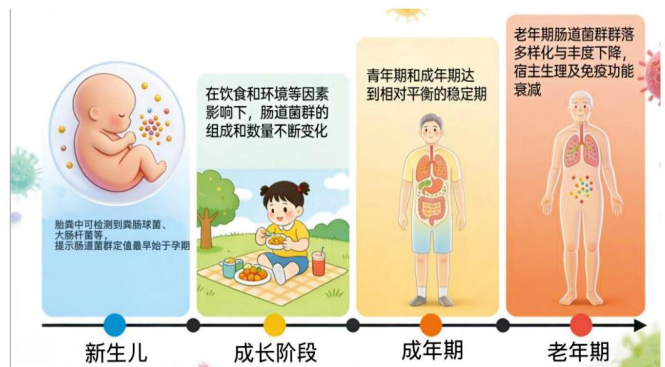 胎粪中可检测到粪肠球菌、
大肠杆菌等,
提示肠道菌群定值最早始于孕期
在饮食和环境等因素
影响下，肠道菌群的
组成和数量不断变化
青年期和成年期达
到相对平衡的稳定期
老年期肠道菌群群落
多样化与丰度下降，
宿主生理及免疫功能
衰减
新生儿
成长阶段
成年期
老年期